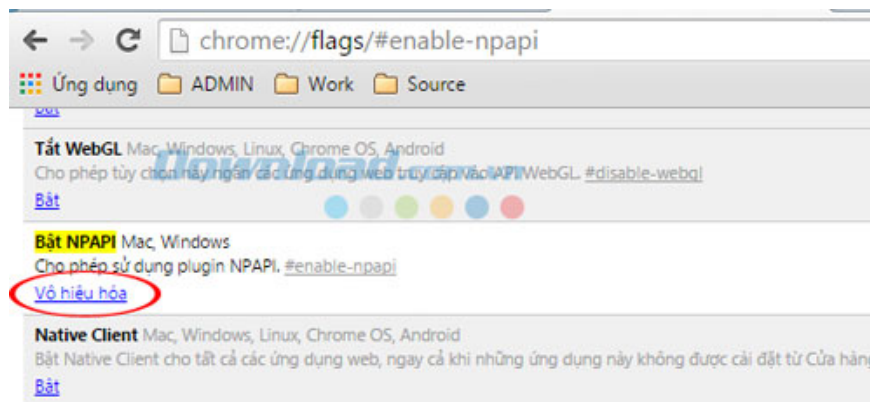 chrome://flags/#enable-npapi
Ứng dụng ADMIN Work Source
Bật
Tắt WebGL Mac, Windows, Linux, Chrome OS, Android
Download.com.vn
Cho phép tùy chọn này ngăn các ứng dụng web truy cập vào API WebGL. #disable-webgl
Bật
Bật NPAPI Mac, Windows
Cho phép sử dụng plugin NPAPI. #enable-npapi
Vô hiệu hóa
Native Client Mac, Windows, Linux, Chrome OS, Android
Bật Native Client cho tất cả các ứng dụng web, ngay cả khi những ứng dụng này không được cài đặt từ Cửa hàng
Bật